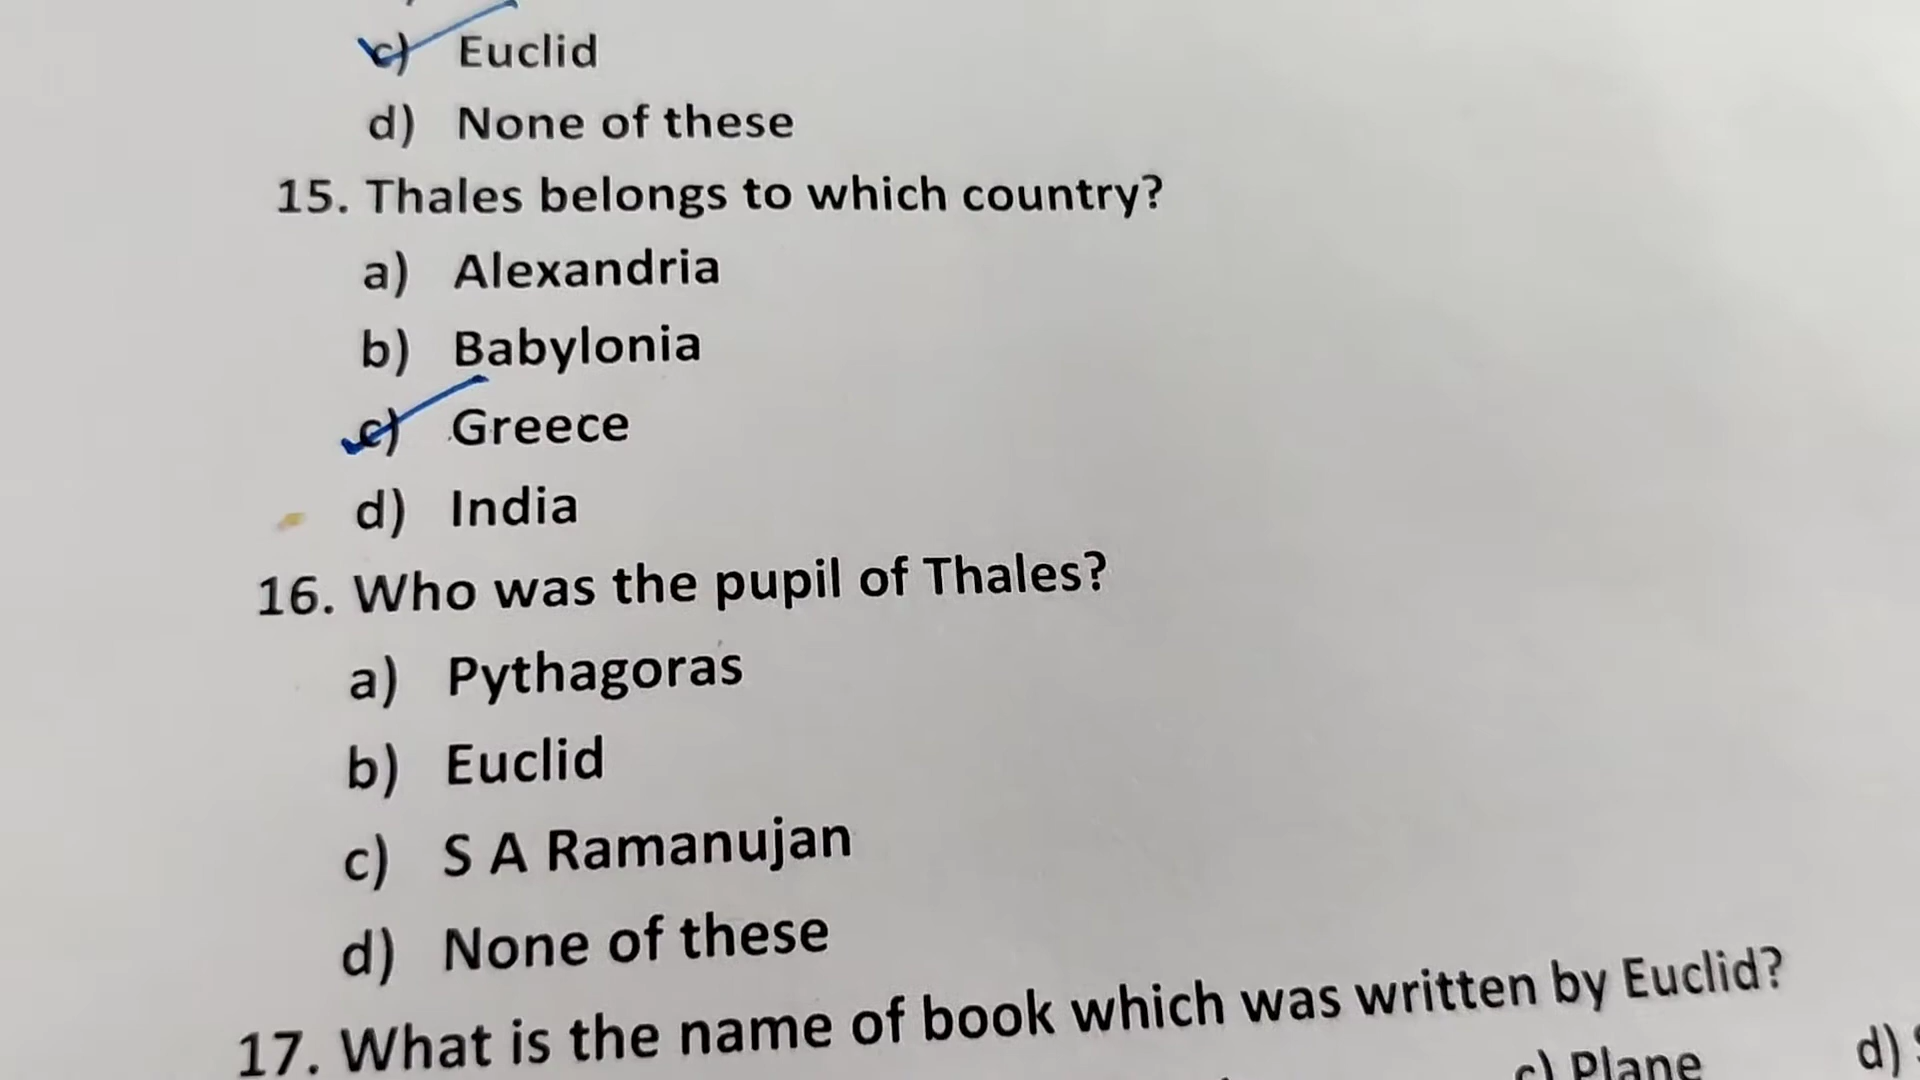 c) Euclid
d) None of these
15. Thales belongs to which country?
a) Alexandria
b) Babylonia
c) Greece
d) India
16. Who was the pupil of Thales?
a) Pythagoras
b) Euclid
c) S A Ramanujan
d) None of these
17. What is the name of book which was written by Euclid?
c) Plane d)